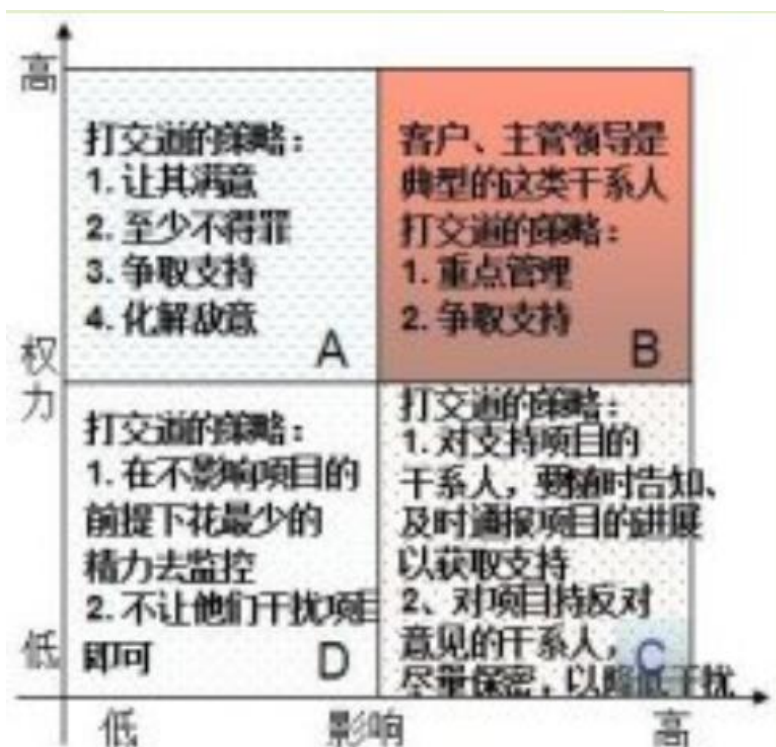 高
打交道的策略：
1. 让其满意
2. 至少不得罪
3. 争取支持
4. 化解敌意
A
客户、主管领导是
典型的这类干系人
打交道的策略：
1. 重点管理
2. 争取支持
B
权
力
打交道的策略：
1. 在不影响项目的
前提下花最少的
精力去监控
2. 不让他们干扰项目
即可
D
打交道的策略：
1. 对支持项目的
干系人，要随时告知、
及时通报项目的进展
以获取支持
2、对项目持反对
意见的干系人，
尽量保密，以降低干扰
C
低
低
影响
高